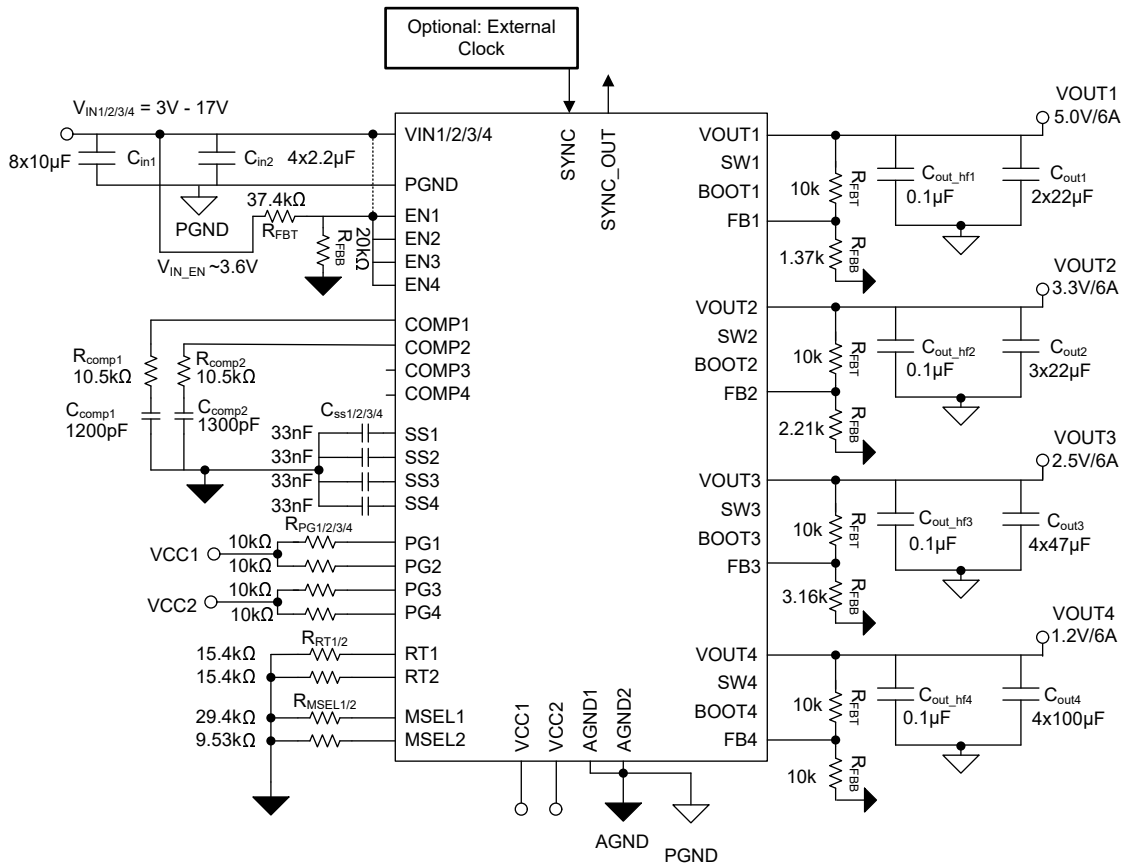 Optional: External
Clock
V_IN1/2/3/4 = 3V - 17V
8x10µF
C_in1
C_in2
4x2.2µF
PGND
37.4kΩ
R_FBT
R_FBB
20kΩ
V_IN_EN ~3.6V
R_comp1
10.5kΩ
R_comp2
10.5kΩ
C_comp1
1200pF
C_comp2
1300pF
C_ss1/2/3/4
33nF
33nF
33nF
33nF
R_PG1/2/3/4
VCC1
10kΩ
10kΩ
VCC2
10kΩ
10kΩ
R_RT1/2
15.4kΩ
15.4kΩ
R_MSEL1/2
29.4kΩ
9.53kΩ
VIN1/2/3/4
PGND
EN1
EN2
EN3
EN4
COMP1
COMP2
COMP3
COMP4
SS1
SS2
SS3
SS4
PG1
PG2
PG3
PG4
RT1
RT2
MSEL1
MSEL2
SYNC
SYNC_OUT
VCC1
VCC2
AGND1
AGND2
AGND
PGND
VOUT1
SW1
BOOT1
FB1
VOUT2
SW2
BOOT2
FB2
VOUT3
SW3
BOOT3
FB3
VOUT4
SW4
BOOT4
FB4
VOUT1
5.0V/6A
10k
R_FBT
C_out_hf1
0.1µF
C_out1
2x22µF
1.37k
R_FBB
VOUT2
3.3V/6A
10k
R_FBT
C_out_hf2
0.1µF
C_out2
3x22µF
2.21k
R_FBB
VOUT3
2.5V/6A
10k
R_FBT
C_out_hf3
0.1µF
C_out3
4x47µF
3.16k
R_FBB
VOUT4
1.2V/6A
10k
R_FBT
C_out_hf4
0.1µF
C_out4
4x100µF
10k
R_FBB